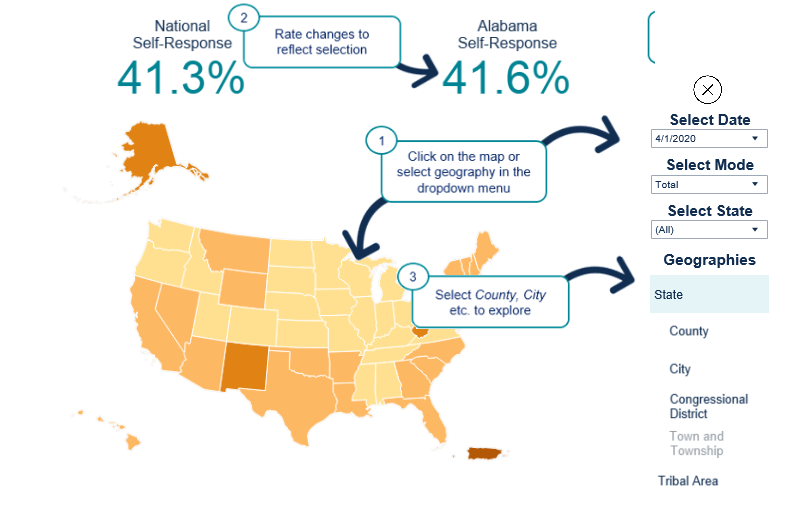 National
Self-Response
41.3%
2
Rate changes to
reflect selection
Alabama
Self-Response
41.6%
1
Click on the map or
select geography in the
dropdown menu
3
Select County, City
etc. to explore
Select Date
4/1/2020
Select Mode
Total
Select State
(All)
Geographies
State
County
City
Congressional
District
Town and
Township
Tribal Area